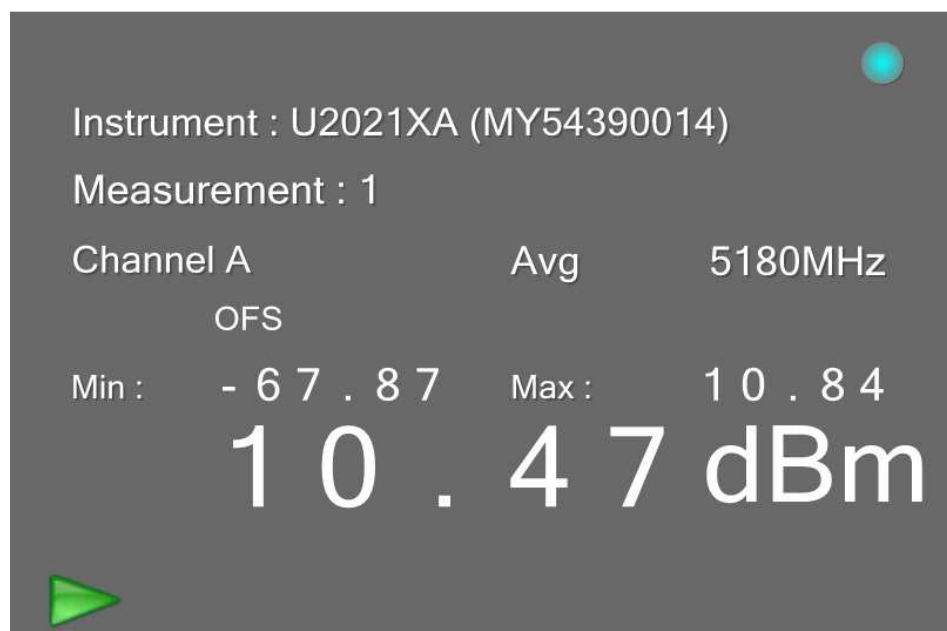 Instrument : U2021XA (MY54390014)
Measurement : 1
Channel A Avg 5180MHz
OFS
Min : -67.87 Max : 10.84
10.47 dBm